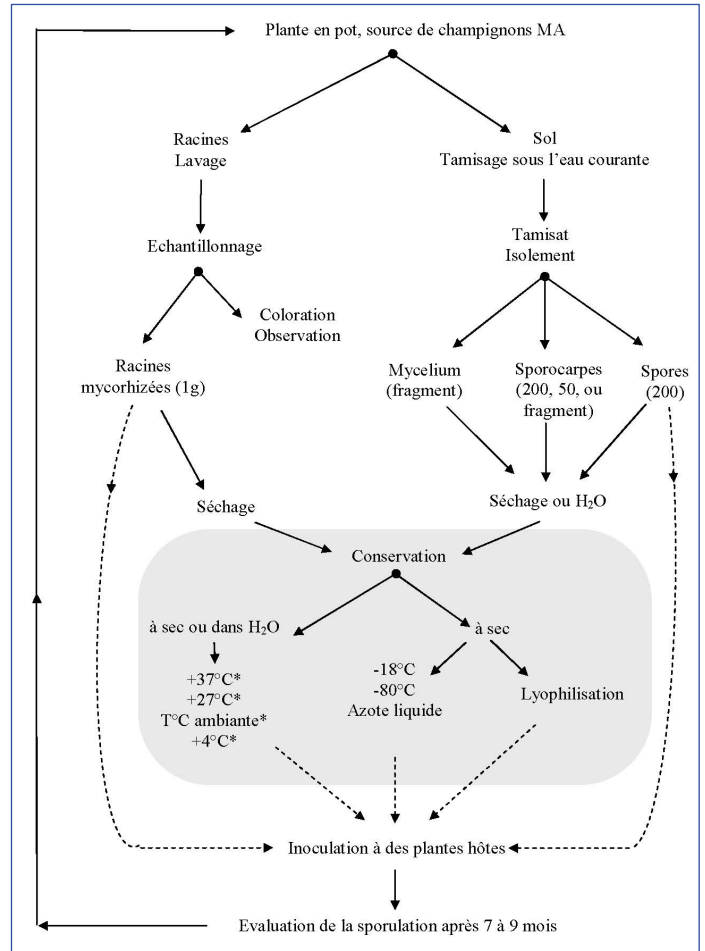 Plante en pot, source de champignons MA
Racines
Lavage
Sol
Tamisage sous l'eau courante
Echantillonnage
Tamisat
Isolement
Coloration
Observation
Racines
mycorhizées (1g)
Mycelium
(fragment)
Sporocarpes
(200, 50, ou
fragment)
Spores
(200)
Séchage
Séchage ou H₂O
Conservation
à sec ou dans H₂O
à sec
+37°C*
+27°C*
T°C ambiante*
+4°C*
-18°C
-80°C
Azote liquide
Lyophilisation
Inoculation à des plantes hôtes
Evaluation de la sporulation après 7 à 9 mois